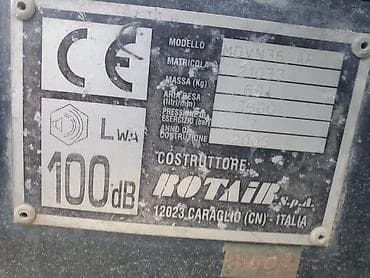 CE
MODELLO
MATRICOLA
MASSA (Kg)
ARIA RESA
(litri/min)
PRESSIONE DI
ESERCIZIO (bar)
ANNO DI
COSTRUZIONE
LWA
100dB
COSTRUTTORE:
ROTAIR S.p.A.
12023 CARAGLIO (CN) - ITALIA